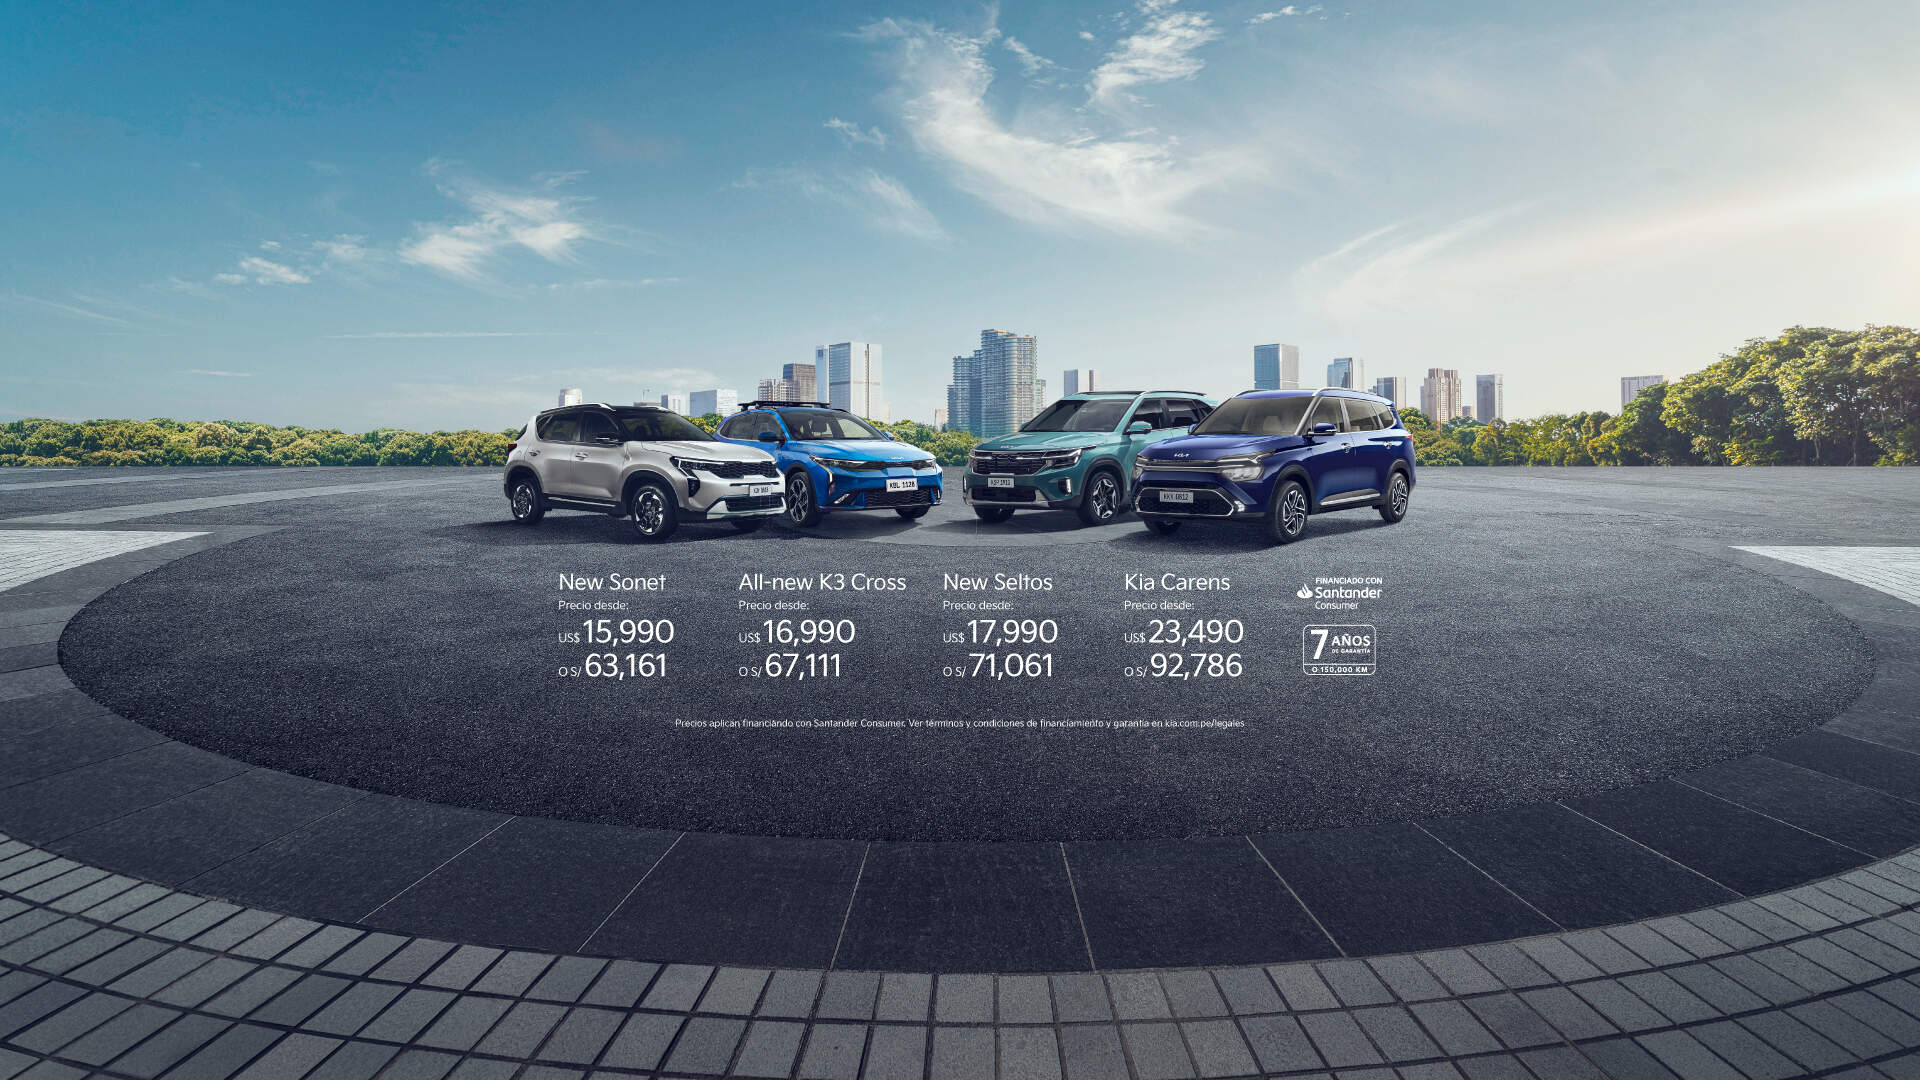 New Sonet
Precio desde:
US$ 15,990
O S/ 63,161
All-new K3 Cross
Precio desde:
US$ 16,990
O S/ 67,111
New Seltos
Precio desde:
US$ 17,990
O S/ 71,061
Kia Carens
Precio desde:
US$ 23,490
O S/ 92,786
FINANCIADO CON
Santander
Consumer
7 AÑOS
DE GARANTÍA
O 150,000 KM
Precios aplican financiando con Santander Consumer. Ver términos y condiciones de financiamiento y garantía en kia.com.pe/legales
KBL 1128